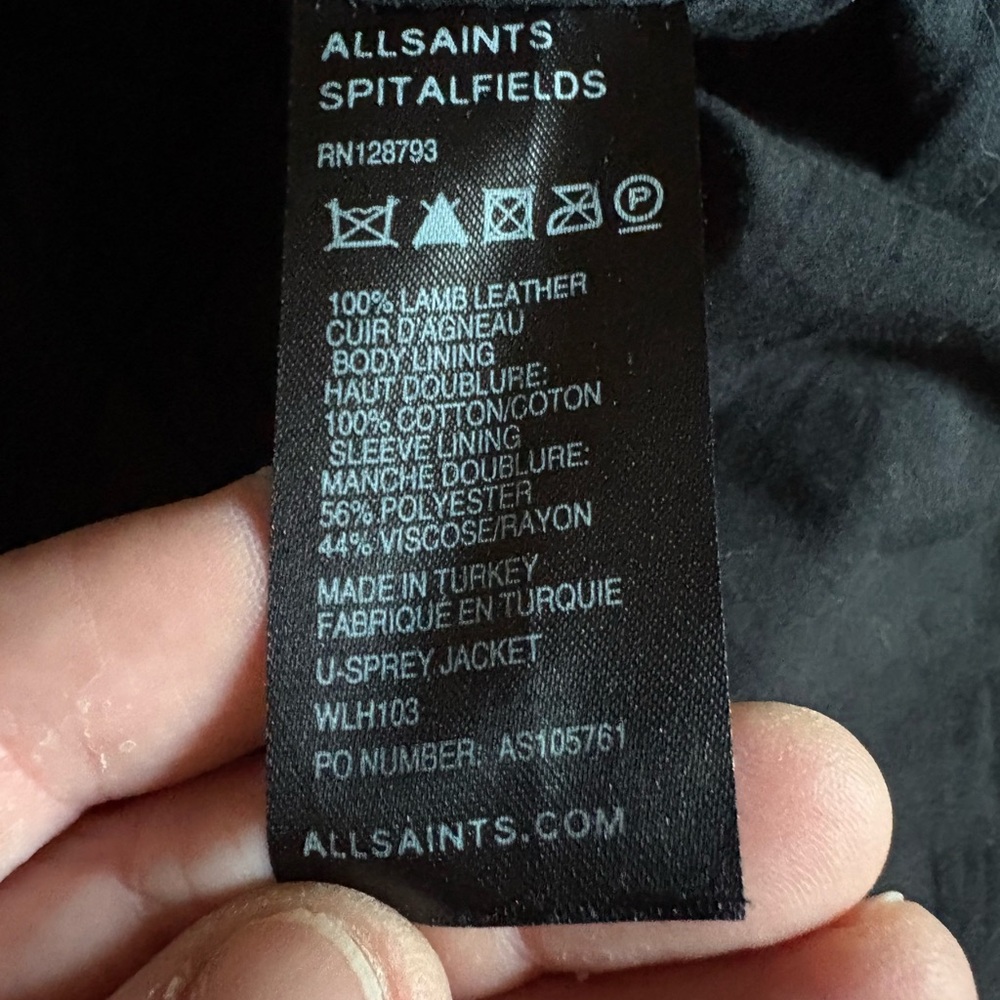 ALLSAINTS
SPITALFIELDS
RN128793
P
100% LAMB LEATHER
CUIR D'AGNEAU
BODY LINING
HAUT DOUBLURE:
100% COTTON/COTON
SLEEVE LINING
MANCHE DOUBLURE:
56% POLYESTER
44% VISCOSE/RAYON
MADE IN TURKEY
FABRIQUE EN TURQUIE
U-SPREY JACKET
WLH103
PO NUMBER: AS105761
ALLSAINTS.COM